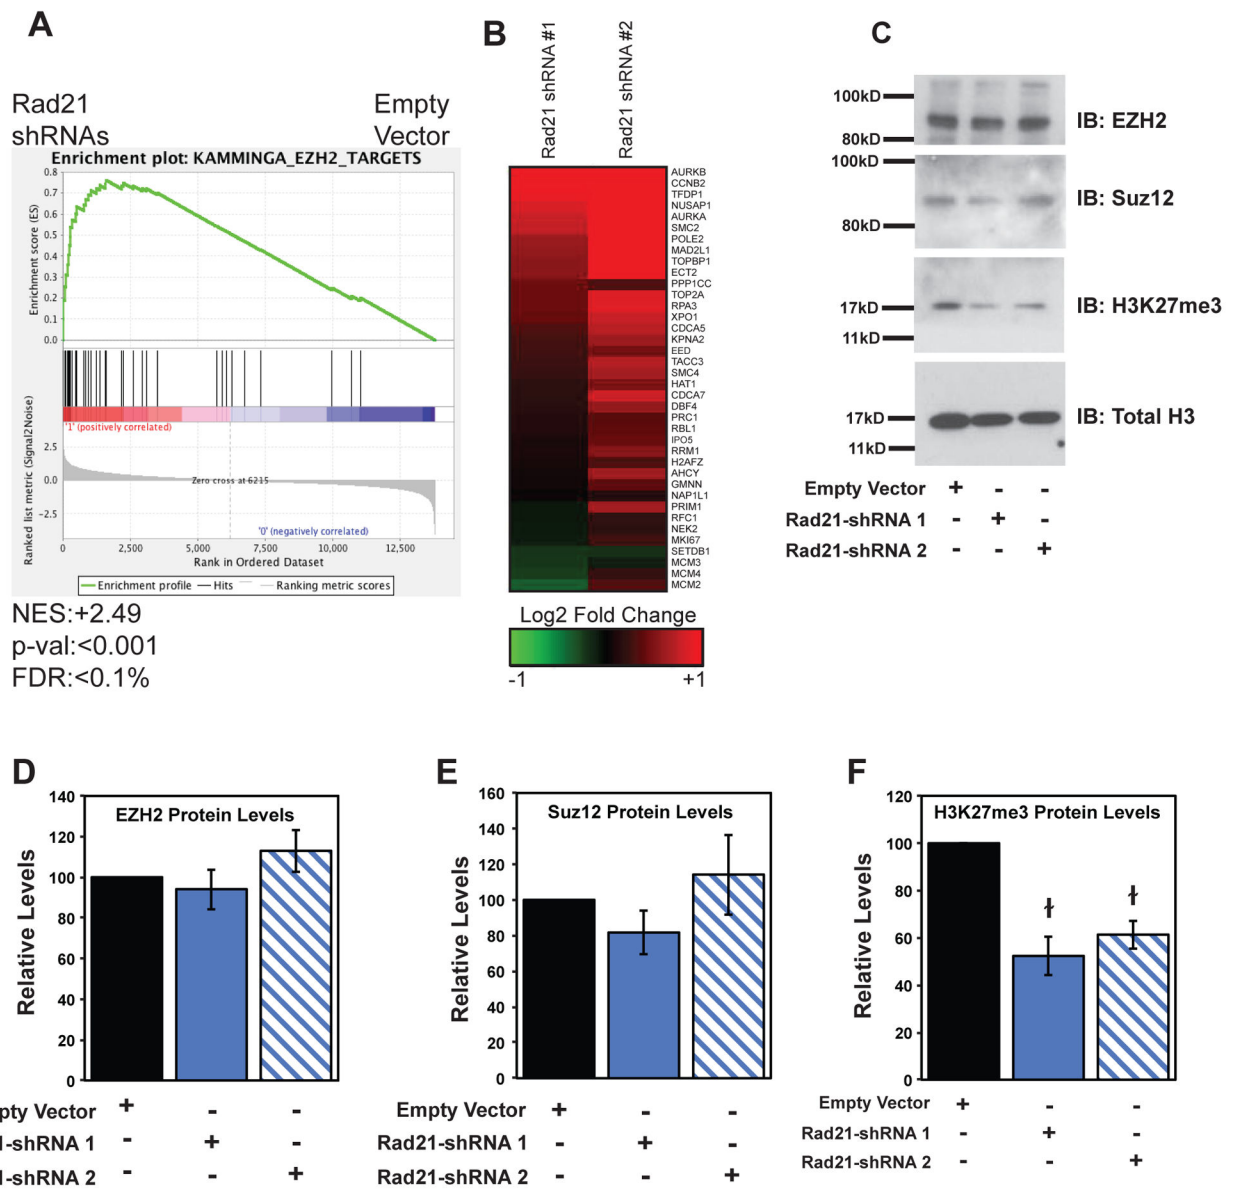 A
Rad21
shRNAs
Empty
Vector
Enrichment plot: KAMMINGA_EZH2_TARGETS
Enrichment score (ES)
0.8
0.7
0.6
0.5
0.4
0.3
0.2
0.1
0.0
'1' (positively correlated)
Ranked list metric (Signal2Noise)
2.5
0.0
-2.5
Zero cross at 6215
'0' (negatively correlated)
0 2,500 5,000 7,500 10,000 12,500
Rank in Ordered Dataset
Enrichment profile Hits Ranking metric scores
NES:+2.49
p-val:<0.001
FDR:<0.1%
B
Rad21 shRNA #1
Rad21 shRNA #2
AURKB
CCNB2
TFDP1
NUSAP1
AURKA
SMC2
POLE2
MAD2L1
TOPBP1
ECT2
PPP1CC
TOP2A
RPA3
XPO1
CDCA5
KPNA2
EED
TACC3
SMC4
HAT1
CDCA7
DBF4
PRC1
RBL1
IPO5
RRM1
H2AFZ
AHCY
GMNN
NAP1L1
PRIM1
RFC1
NEK2
MKI67
SETDB1
MCM3
MCM4
MCM2
Log2 Fold Change
-1 +1
C
100kD
80kD
IB: EZH2
100kD
80kD
IB: Suz12
17kD
11kD
IB: H3K27me3
17kD
11kD
IB: Total H3
Empty Vector + - -
Rad21-shRNA 1 - + -
Rad21-shRNA 2 - - +
D
EZH2 Protein Levels
Relative Levels
140
120
100
80
60
40
20
0
pty Vector + - -
1-shRNA 1 - + -
1-shRNA 2 - - +
E
Suz12 Protein Levels
Relative Levels
160
140
120
100
80
60
40
20
0
Empty Vector + - -
Rad21-shRNA 1 - + -
Rad21-shRNA 2 - - +
F
H3K27me3 Protein Levels
Relative Levels
120
100
80
60
40
20
0
ƚ ƚ
Empty Vector + - -
Rad21-shRNA 1 - + -
Rad21-shRNA 2 - - +